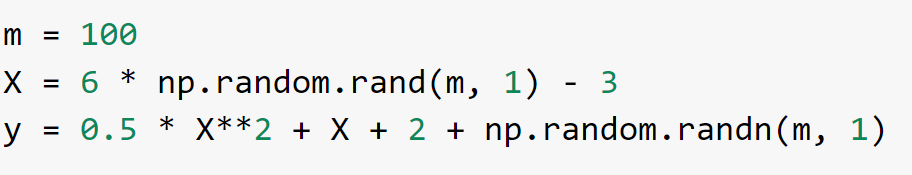 m = 100
X = 6 * np.random.rand(m, 1) - 3
y = 0.5 * X**2 + X + 2 + np.random.randn(m, 1)